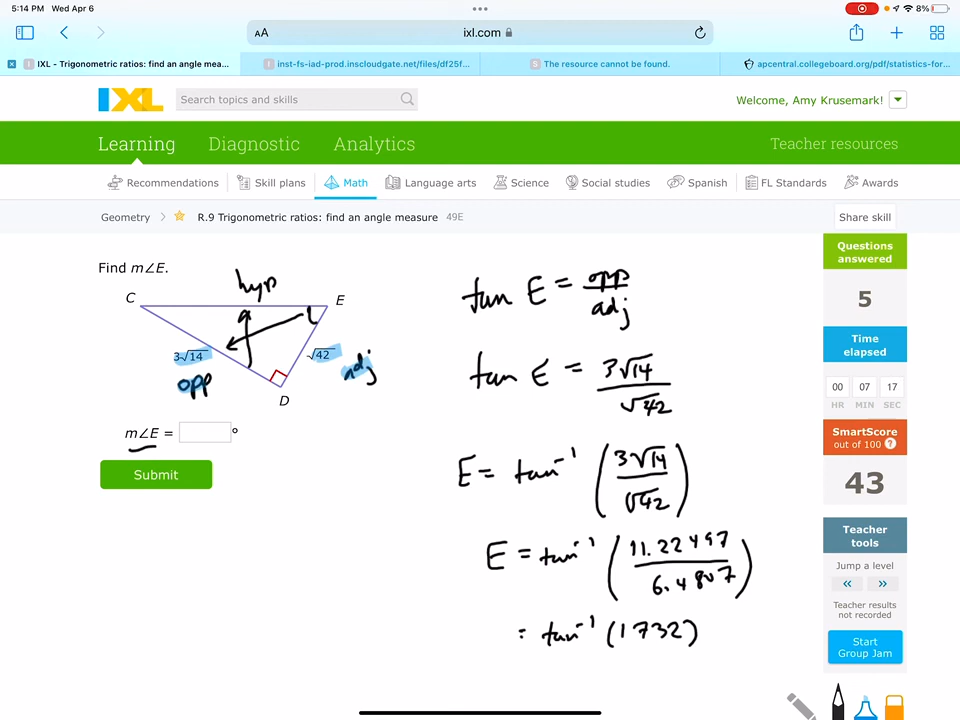 5:14 PM Wed Apr 6
8%
AA
ixl.com
IXL - Trigonometric ratios: find an angle mea...
inst-fs-iad-prod.inscloudgate.net/files/df25f...
The resource cannot be found.
apcentral.collegeboard.org/pdf/statistics-for...
IXL
Search topics and skills
Welcome, Amy Krusemark!
Learning
Diagnostic
Analytics
Teacher resources
Recommendations
Skill plans
Math
Language arts
Science
Social studies
Spanish
FL Standards
Awards
Geometry
R.9 Trigonometric ratios: find an angle measure
49E
Share skill
Find m∠E.
hyp
C
E
3√14
√42
opp
adj
D
m∠E = °
Submit
tan E = opp/adj
tan E = 3√14/√42
E = tan⁻¹ (3√14/√42)
E = tan⁻¹ (11.22497/6.4807)
= tan⁻¹ (1732)
Questions
answered
5
Time
elapsed
00 07 17
HR MIN SEC
SmartScore
out of 100 ?
43
Teacher
tools
Jump a level
<< >>
Teacher results
not recorded
Start
Group Jam